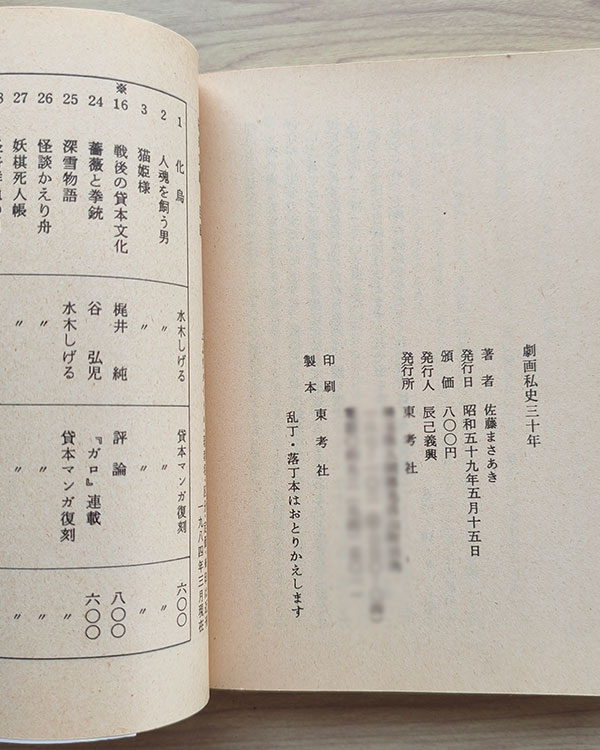 劇画私史三十年
著者 佐藤まさあき
発行日 昭和五十九年五月十五日
頒価 八〇〇円
発行人 辰己義興
発行所 東考社
印刷
製本 東考社
乱丁・落丁本はおとりかえします
一九八四年三月現在
1 化鳥 水木しげる 貸本マンガ復刻 六〇〇
2 人魂を飼う男 〃 〃 〃
3 猫姫様 〃 〃 〃
※16 戦後の貸本文化 梶井純 評論 八〇〇
24 薔薇と拳銃 谷弘児 『ガロ』連載 六〇〇
25 深雪物語 水木しげる 貸本マンガ復刻 〃
26 怪談かえり舟 〃 〃 〃
27 妖棋死人帳 〃 〃 〃